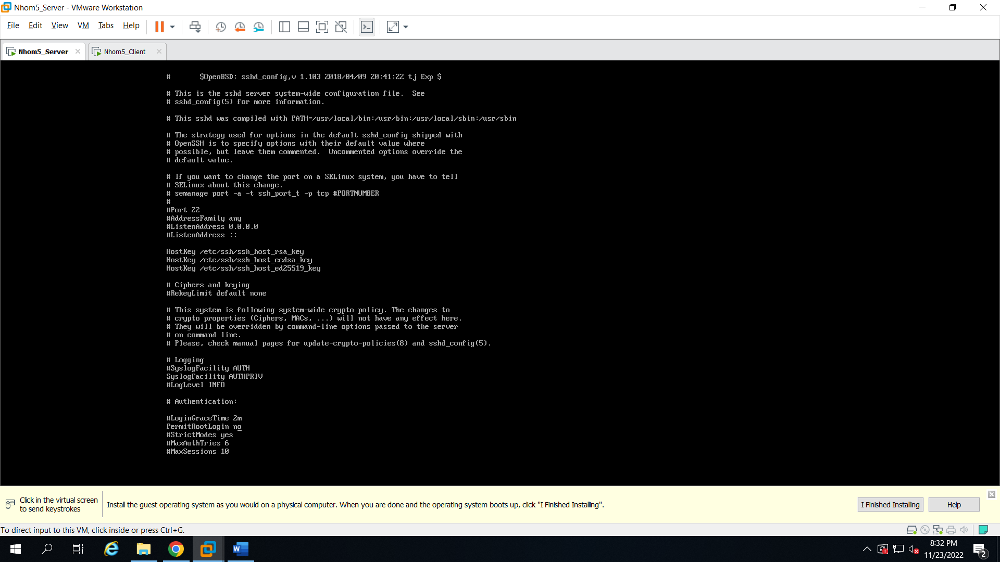 Nhom5_Server - VMware Workstation
File Edit View VM Tabs Help
Nhom5_Server
Nhom5_Client
#       $OpenBSD: sshd_config,v 1.103 2018/04/09 20:41:22 tj Exp $
# This is the sshd server system-wide configuration file.  See
# sshd_config(5) for more information.
# This sshd was compiled with PATH=/usr/local/bin:/usr/bin:/usr/local/sbin:/usr/sbin
# The strategy used for options in the default sshd_config shipped with
# OpenSSH is to specify options with their default value where
# possible, but leave them commented.  Uncommented options override the
# default value.
# If you want to change the port on a SELinux system, you have to tell
# SELinux about this change.
# semanage port -a -t ssh_port_t -p tcp #PORTNUMBER
#
#Port 22
#AddressFamily any
#ListenAddress 0.0.0.0
#ListenAddress ::
HostKey /etc/ssh/ssh_host_rsa_key
HostKey /etc/ssh/ssh_host_ecdsa_key
HostKey /etc/ssh/ssh_host_ed25519_key
# Ciphers and keying
#RekeyLimit default none
# This system is following system-wide crypto policy. The changes to
# crypto properties (Ciphers, MACs, ...) will not have any effect here.
# They will be overridden by command-line options passed to the server
# on command line.
# Please, check manual pages for update-crypto-policies(8) and sshd_config(5).
# Logging
#SyslogFacility AUTH
SyslogFacility AUTHPRIV
#LogLevel INFO
# Authentication:
#LoginGraceTime 2m
PermitRootLogin no
#StrictModes yes
#MaxAuthTries 6
#MaxSessions 10
Click in the virtual screen
to send keystrokes
Install the guest operating system as you would on a physical computer. When you are done and the operating system boots up, click "I Finished Installing".
I Finished Installing
Help
To direct input to this VM, click inside or press Ctrl+G.
8:32 PM
11/23/2022
2